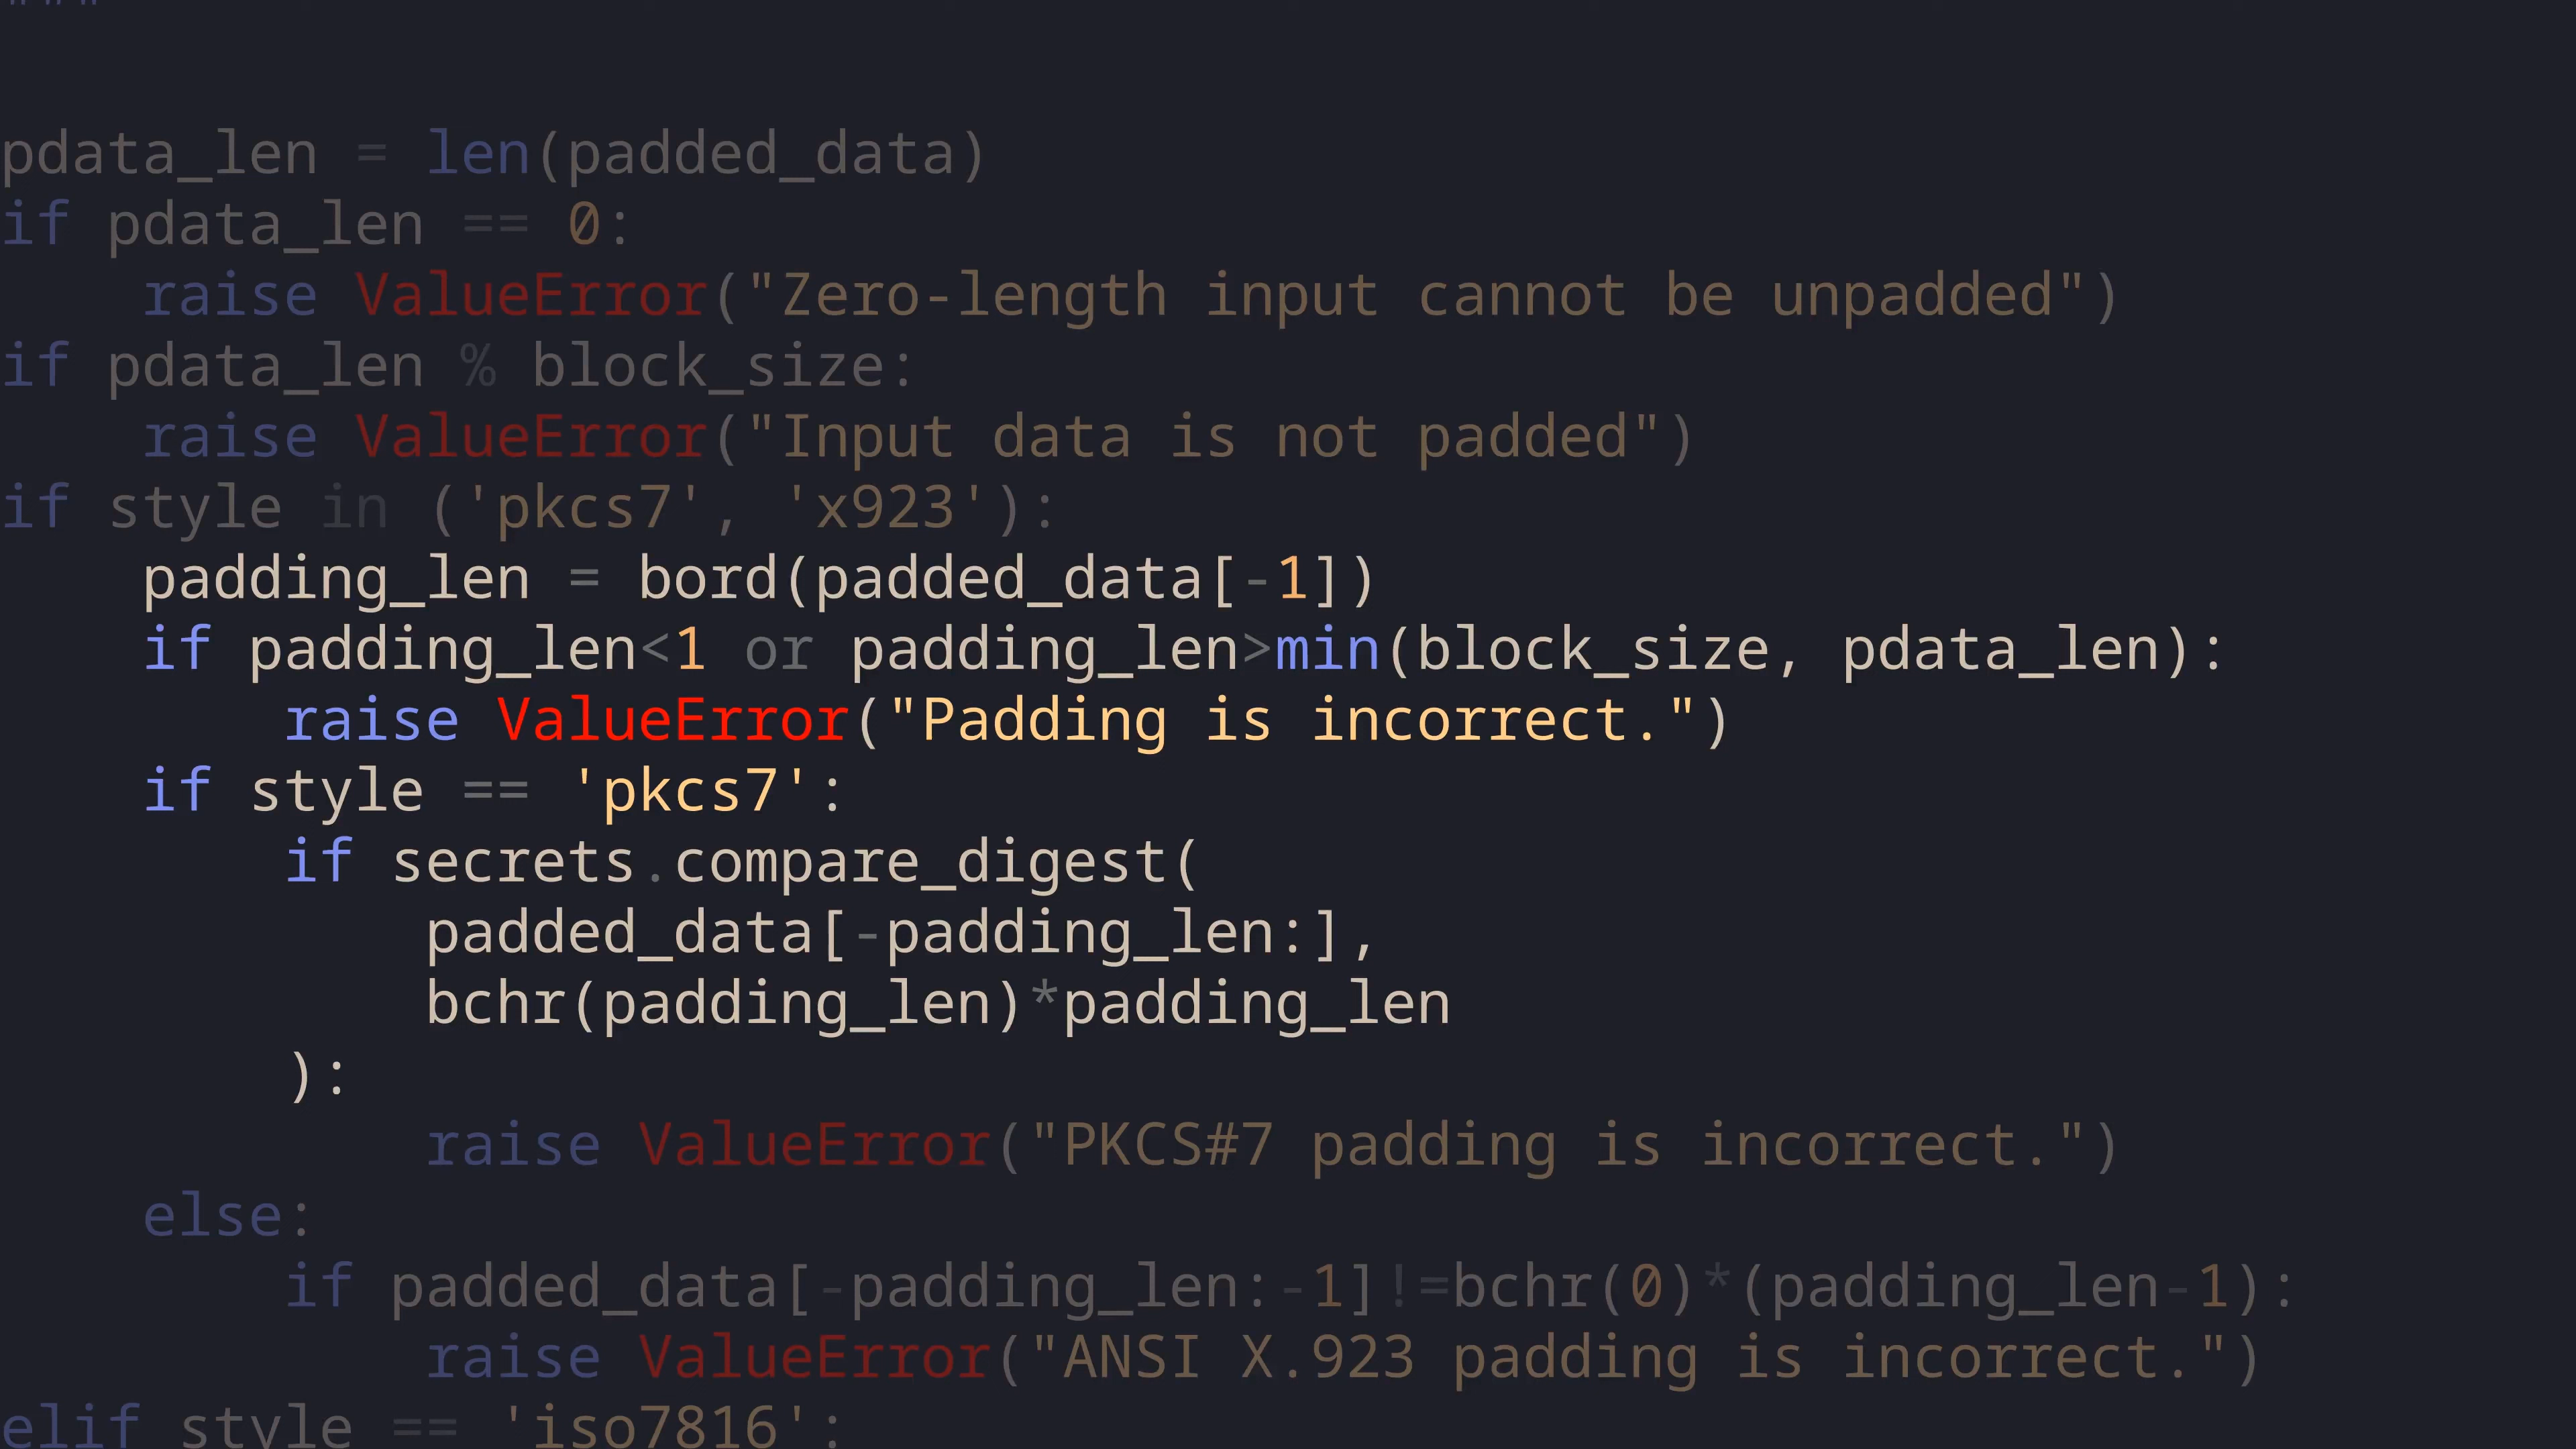 pdata_len = len(padded_data)
if pdata_len == 0:
    raise ValueError("Zero-length input cannot be unpadded")
if pdata_len % block_size:
    raise ValueError("Input data is not padded")
if style in ('pkcs7', 'x923'):
    padding_len = bord(padded_data[-1])
    if padding_len<1 or padding_len>min(block_size, pdata_len):
        raise ValueError("Padding is incorrect.")
    if style == 'pkcs7':
        if secrets.compare_digest(
            padded_data[-padding_len:],
            bchr(padding_len)*padding_len
        ):
            raise ValueError("PKCS#7 padding is incorrect.")
    else:
        if padded_data[-padding_len:-1]!=bchr(0)*(padding_len-1):
            raise ValueError("ANSI X.923 padding is incorrect.")
elif style == 'iso7816':